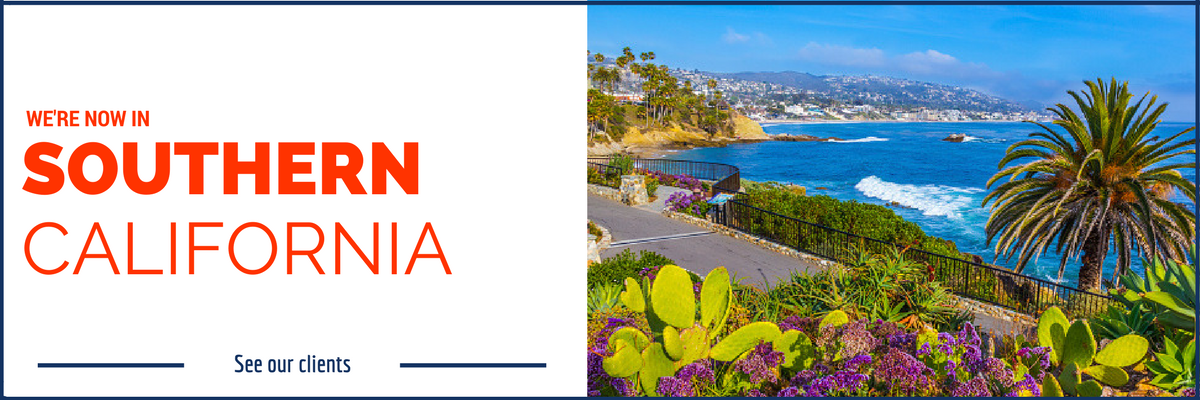 WE'RE NOW IN
SOUTHERN
CALIFORNIA
See our clients